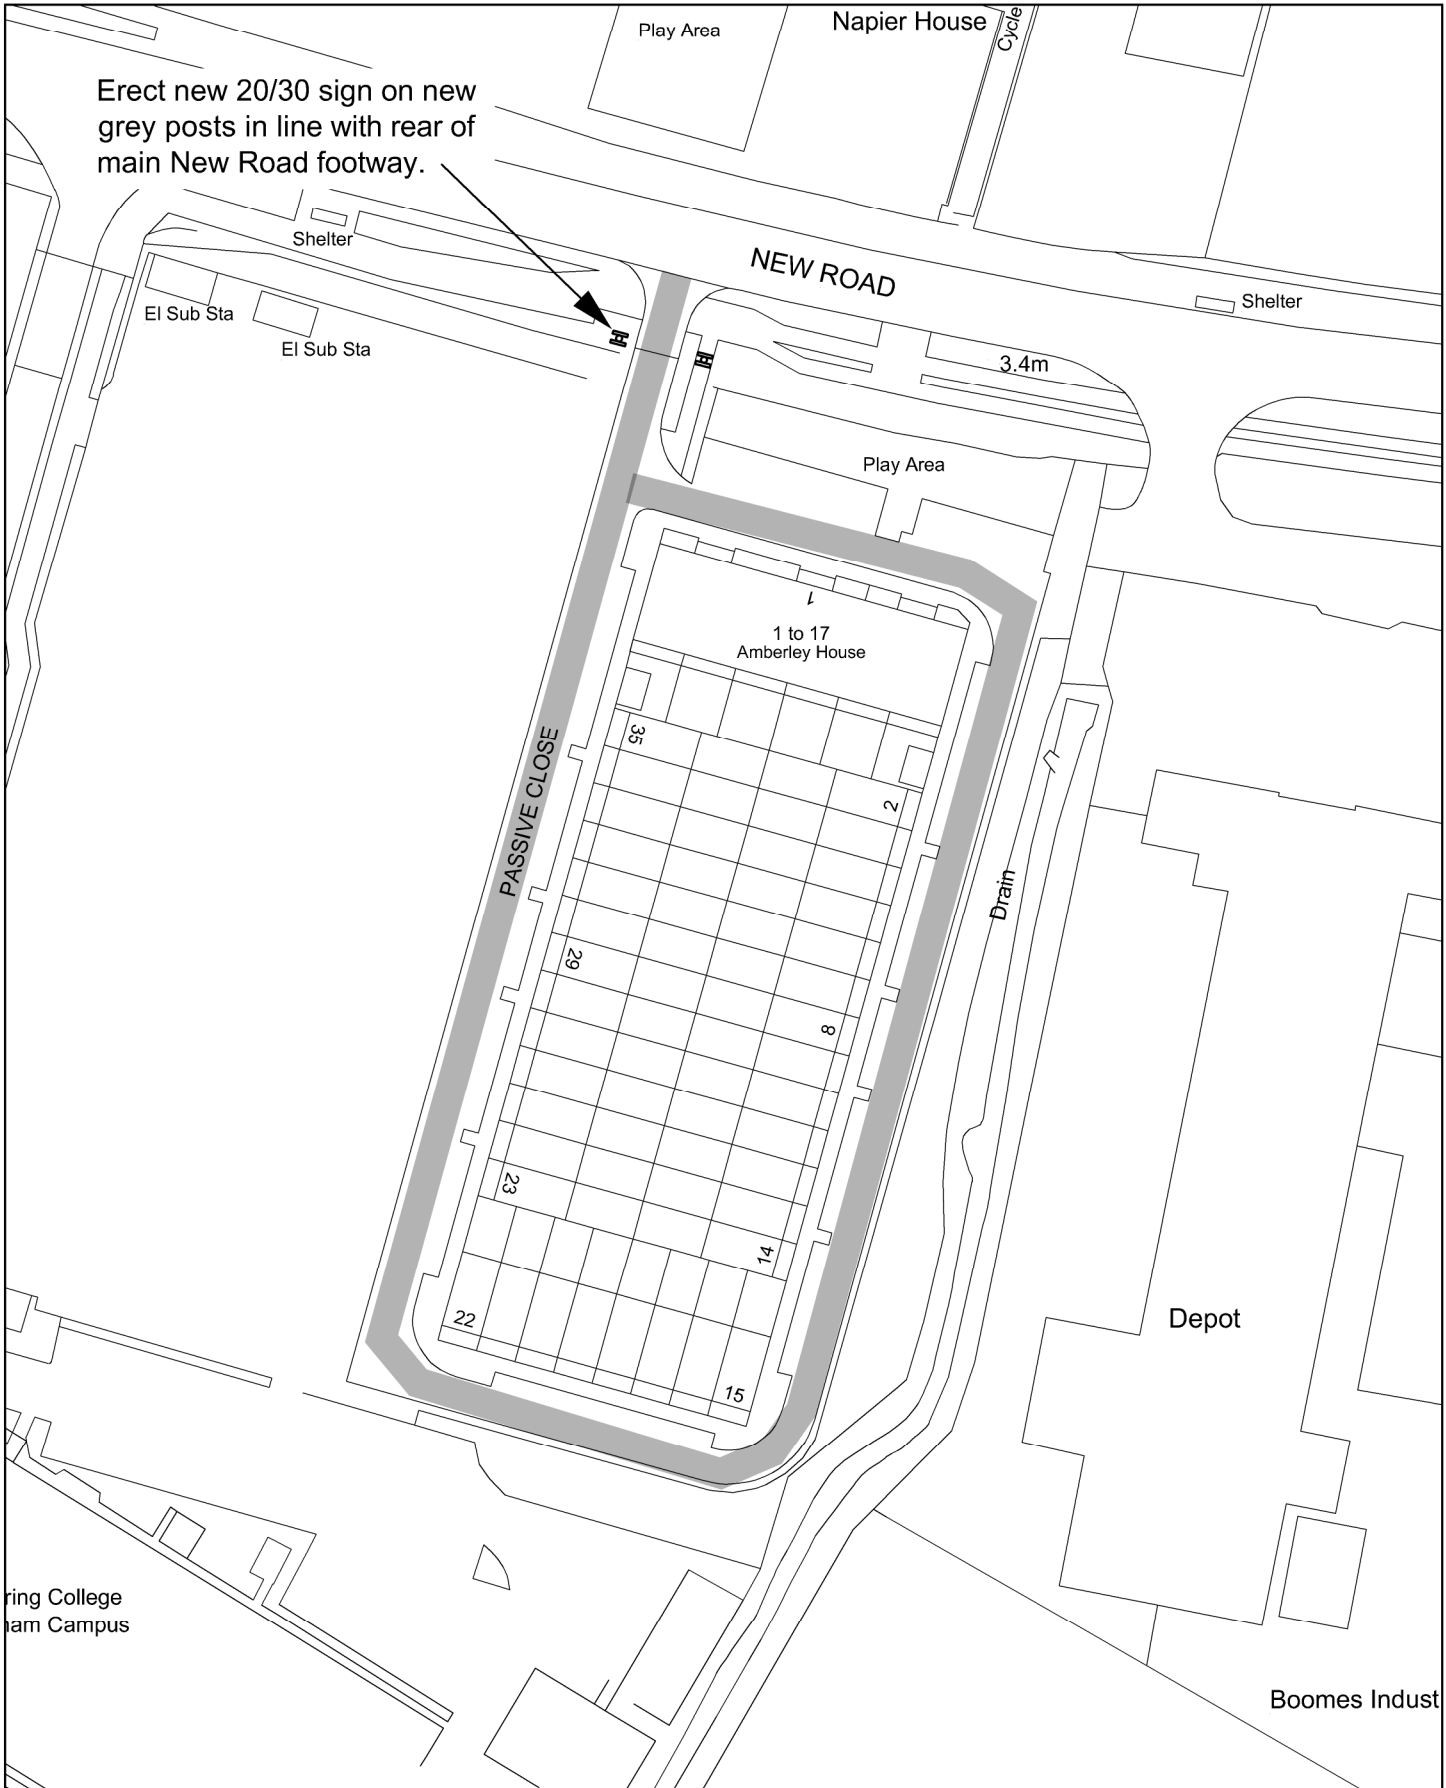 Play Area
Napier House
Cycle
Erect new 20/30 sign on new
grey posts in line with rear of
main New Road footway.
Shelter
NEW ROAD
El Sub Sta
El Sub Sta
Shelter
3.4m
Play Area
1
1 to 17
Amberley House
35
2
PASSIVE CLOSE
Drain
29
8
23
14
22
15
Depot
ring College
ham Campus
Boomes Indust